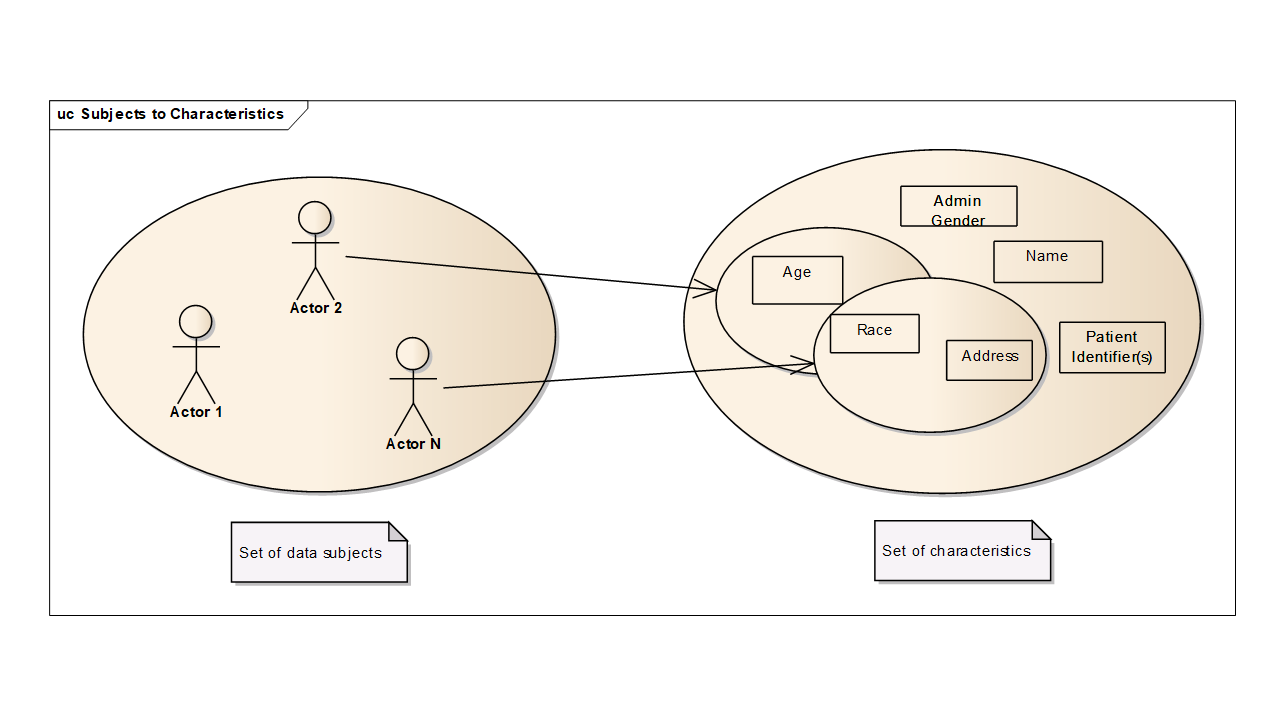 uc Subjects to Characteristics
Actor 2
Actor 1
Actor N
Admin
Gender
Name
Age
Race
Address
Patient
Identifier(s)
Set of data subjects
Set of characteristics